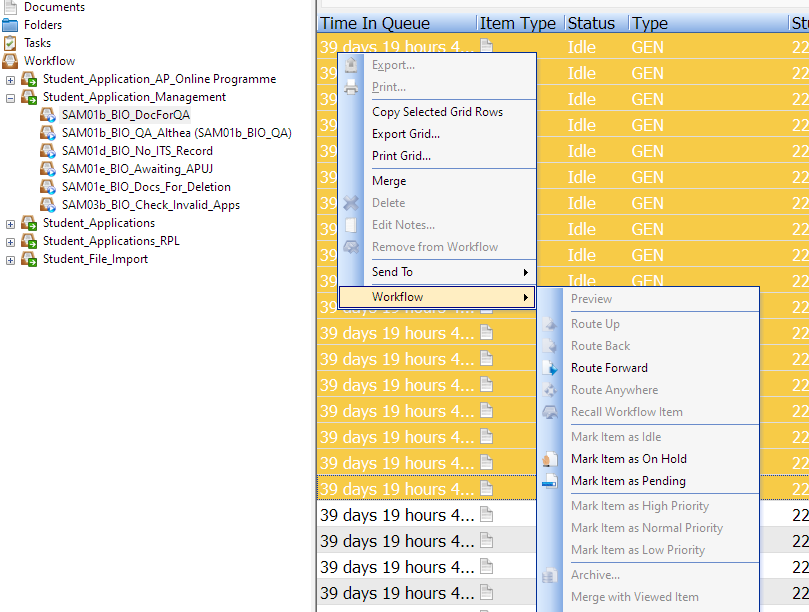 Documents
Folders
Tasks
Workflow
Student_Application_AP_Online Programme
Student_Application_Management
SAM01b_BIO_DocForQA
SAM01b_BIO_QA_Althea (SAM01b_BIO_QA)
SAM01d_BIO_No_ITS_Record
SAM01e_BIO_Awaiting_APUJ
SAM01e_BIO_Docs_For_Deletion
SAM03b_BIO_Check_Invalid_Apps
Student_Applications
Student_Applications_RPL
Student_File_Import
Time In Queue Item Type Status Type
39 days 19 hours 4... Idle GEN 22
39 Idle GEN 22
39 Idle GEN 22
39 Idle GEN 22
39 Idle GEN 22
39 Idle GEN 22
39 Idle GEN 22
39 Idle GEN 22
39 Idle GEN 22
39 Idle GEN 22
39 22
39 days 19 hours 4... 22
39 days 19 hours 4... 22
39 days 19 hours 4... 22
39 days 19 hours 4... 22
39 days 19 hours 4... 22
39 days 19 hours 4... 22
39 days 19 hours 4... 22
39 days 19 hours 4... 22
39 days 19 hours 4... 22
39 days 19 hours 4... 22
39 days 19 hours 4... 22
Export...
Print...
Copy Selected Grid Rows
Export Grid...
Print Grid...
Merge
Delete
Edit Notes...
Remove from Workflow
Send To
Workflow
Preview
Route Up
Route Back
Route Forward
Route Anywhere
Recall Workflow Item
Mark Item as Idle
Mark Item as On Hold
Mark Item as Pending
Mark Item as High Priority
Mark Item as Normal Priority
Mark Item as Low Priority
Archive...
Merge with Viewed Item